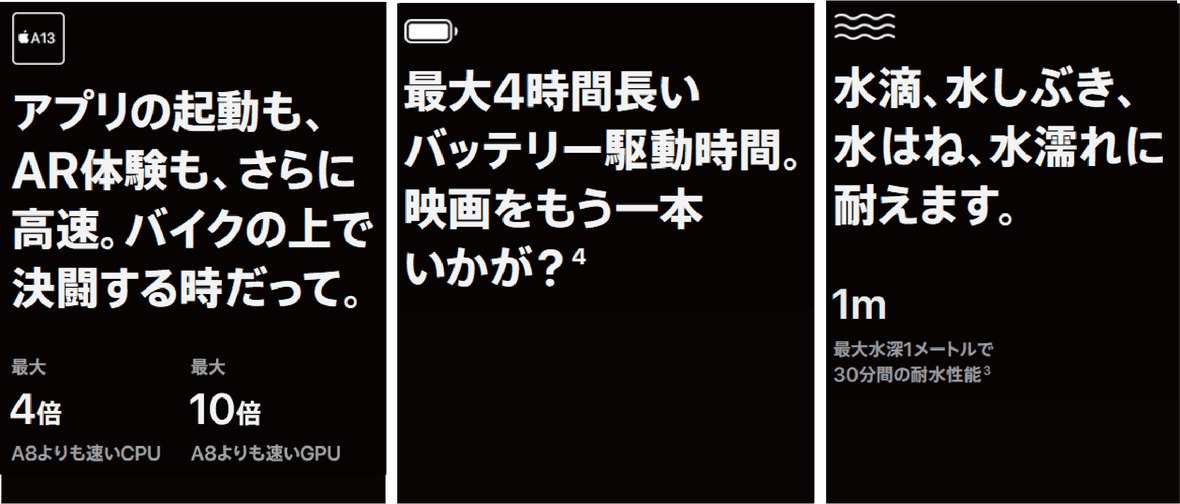 A13
アプリの起動も、
AR体験も、さらに
高速。バイクの上で
決闘する時だって。
最大
4倍
A8よりも速いCPU
最大
10倍
A8よりも速いGPU
最大4時間長い
バッテリー駆動時間。
映画をもう一本
いかが?4
水滴、水しぶき、
水はね、水濡れに
耐えます。
1m
最大水深1メートルで
30分間の耐水性能3